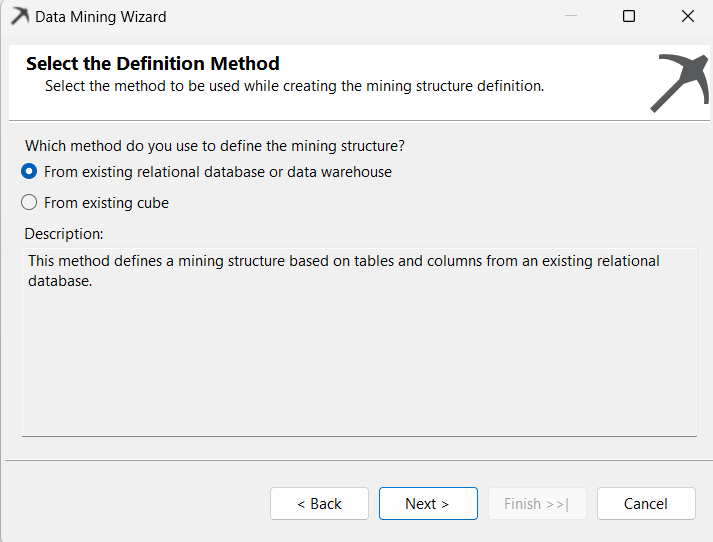 Data Mining Wizard
Select the Definition Method
Select the method to be used while creating the mining structure definition.
Which method do you use to define the mining structure?
From existing relational database or data warehouse
From existing cube
Description:
This method defines a mining structure based on tables and columns from an existing relational
database.
< Back
Next >
Finish >>|
Cancel